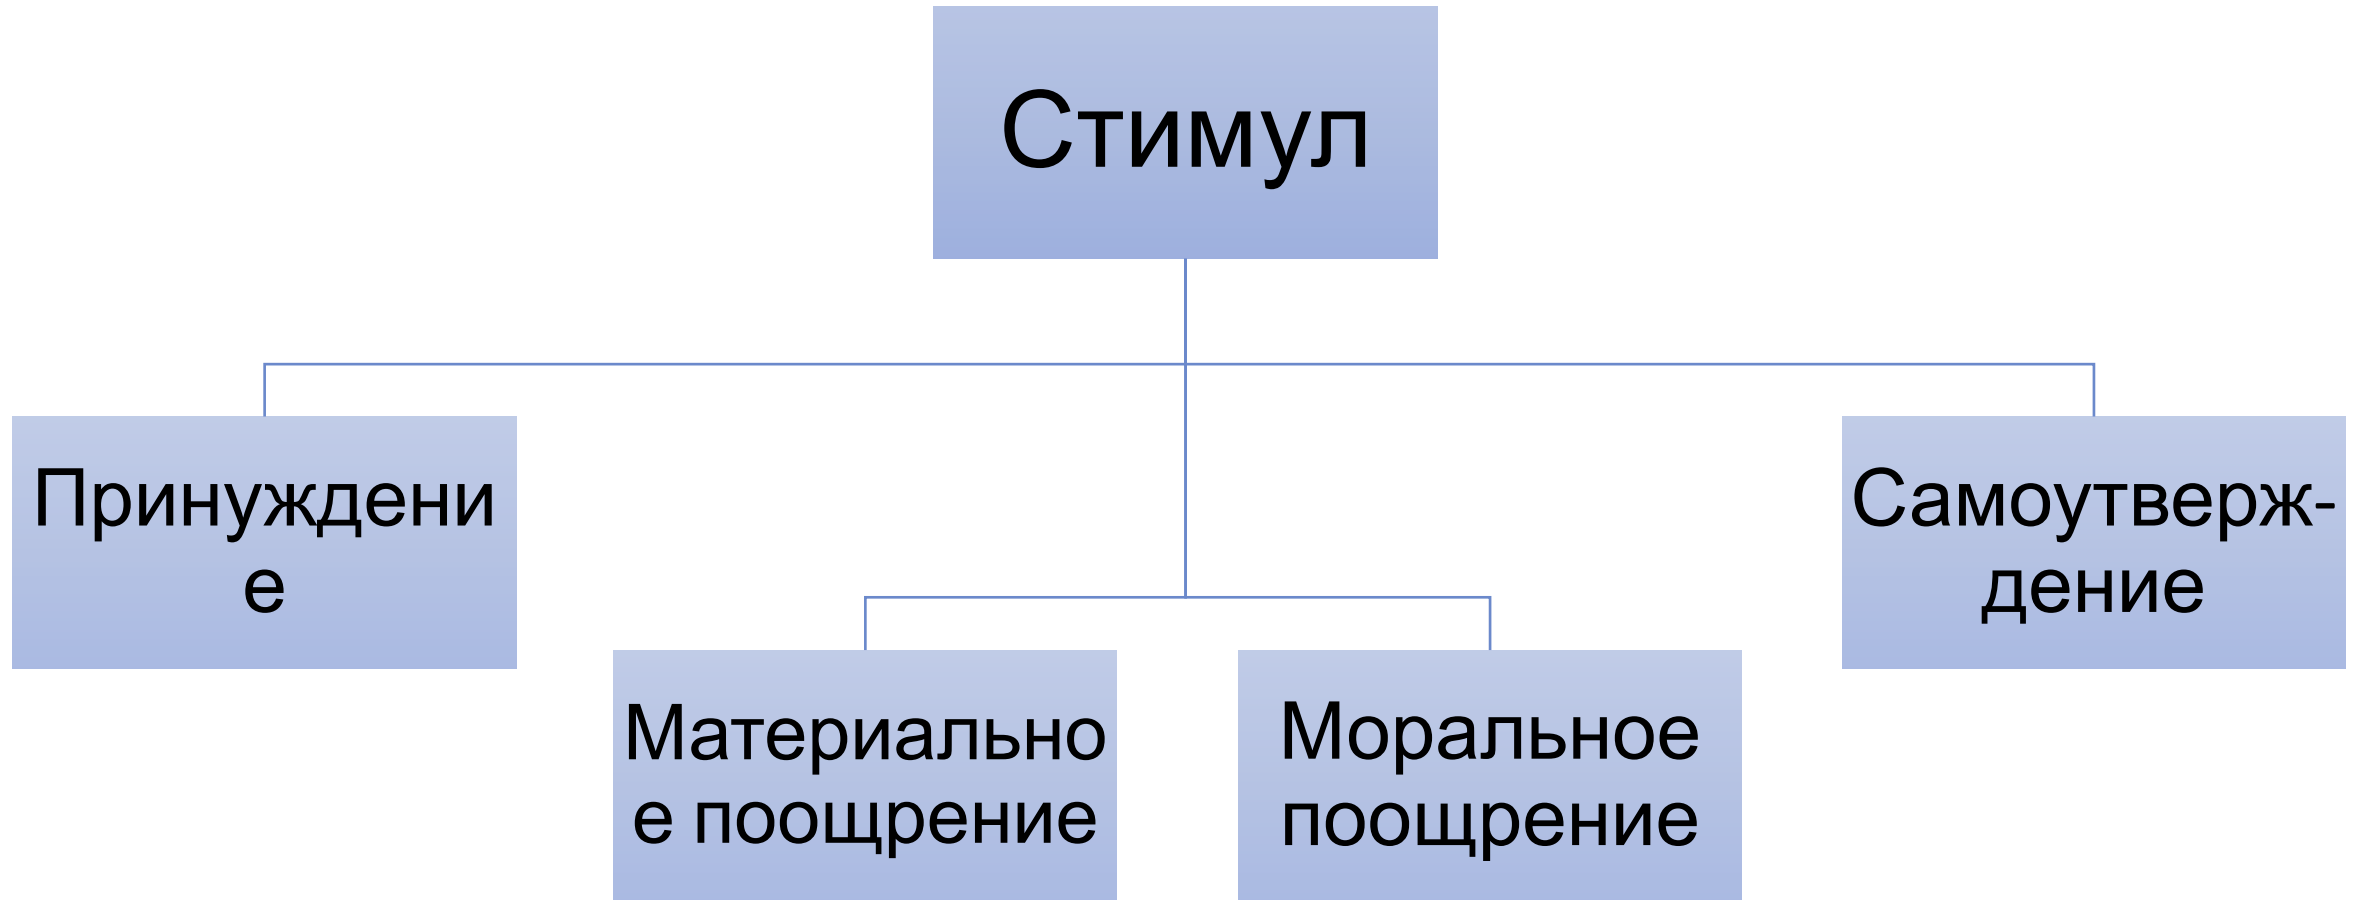 Стимул
Принуждени
е
Самоутверж-
дение
Материально
е поощрение
Моральное
поощрение